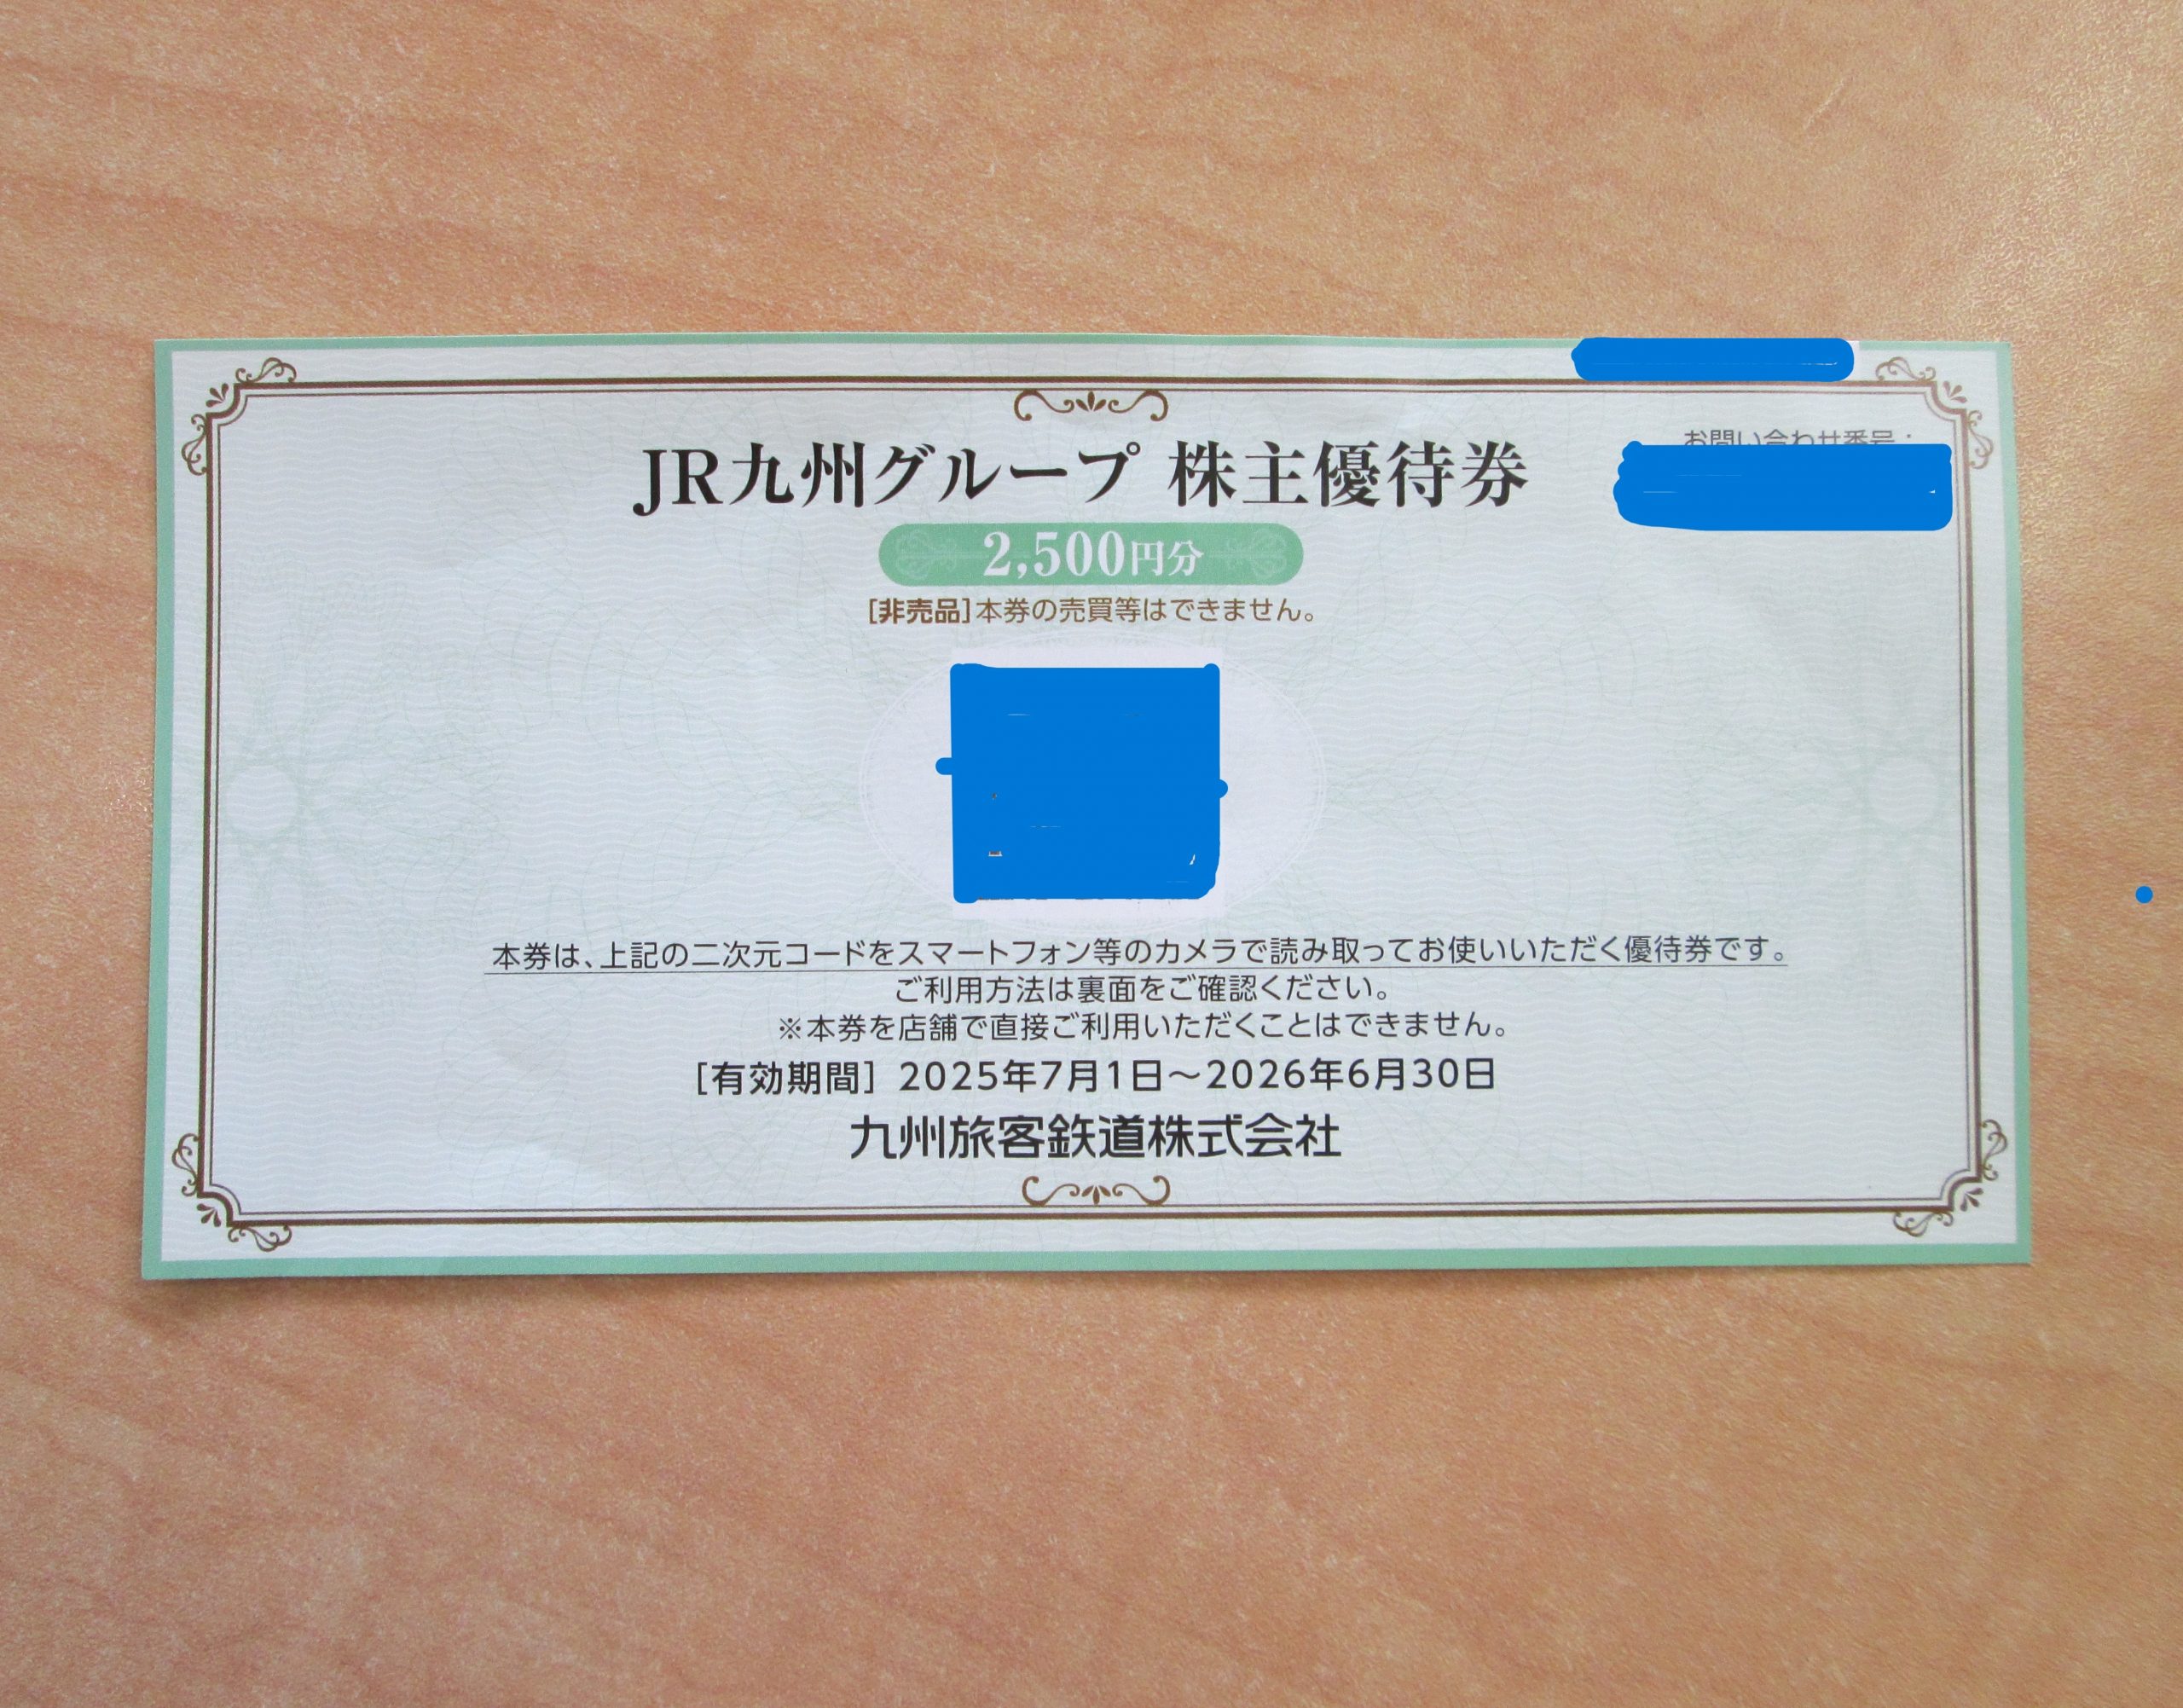 お問い合わせ番号：
JR九州グループ 株主優待券
2,500円分
[非売品]本券の売買等はできません。
本券は、上記の二次元コードをスマートフォン等のカメラで読み取ってお使いいただく優待券です。
ご利用方法は裏面をご確認ください。
※本券を店舗で直接ご利用いただくことはできません。
[有効期間] 2025年7月1日～2026年6月30日
九州旅客鉄道株式会社